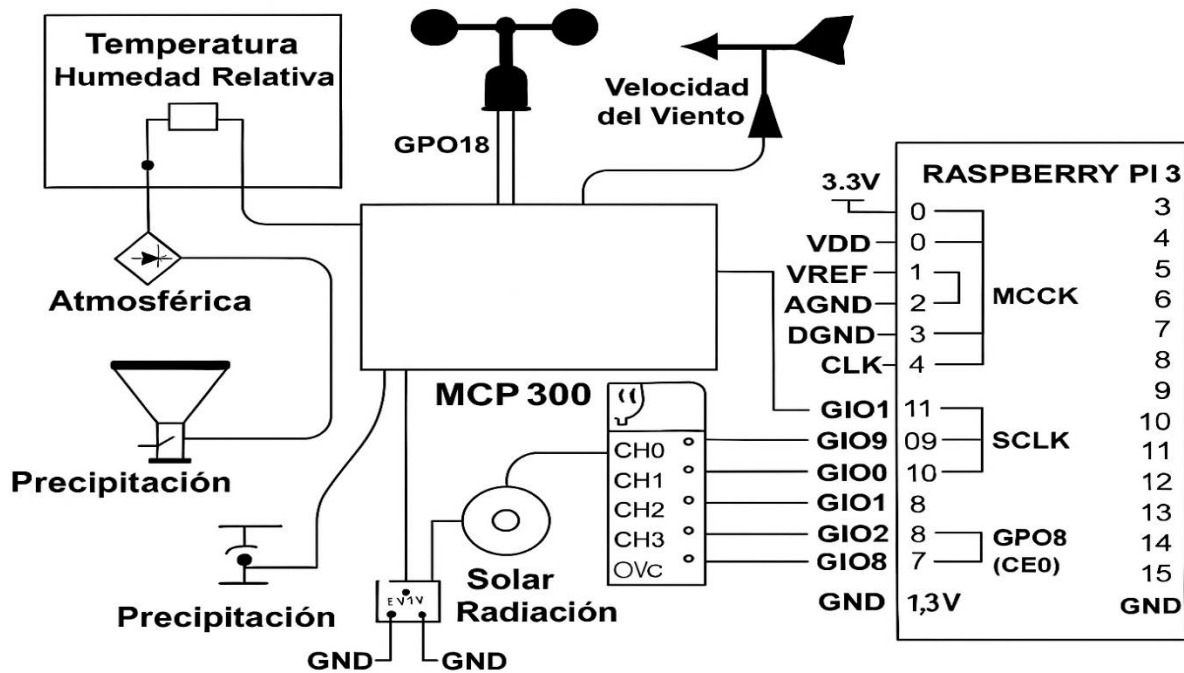 Temperatura
Humedad Relativa
GPO18
Velocidad
del Viento
Atmosférica
Precipitación
Precipitación
MCP 300
CH0
CH1
CH2
CH3
OVc
Solar
Radiación
EV1V
GND
GND
RASPBERRY PI 3
3.3V
0
VDD 0
VREF 1
AGND 2
DGND 3
CLK 4
MCCK
GIO1 11
GIO9 09
GIO0 10
SCLK
GIO1 8
GIO2 8
GIO8 7
GPO8
(CE0)
GND 1,3V
3
4
5
6
7
8
9
10
11
12
13
14
15
GND